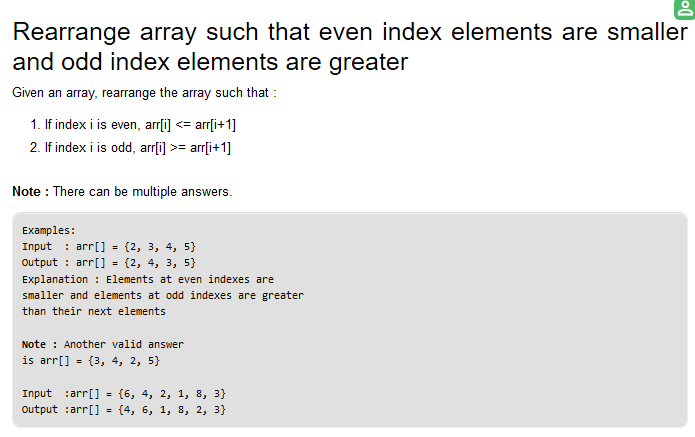 Rearrange array such that even index elements are smaller
and odd index elements are greater
Given an array, rearrange the array such that :
1. If index i is even, arr[i] <= arr[i+1]
2. If index i is odd, arr[i] >= arr[i+1]
Note : There can be multiple answers.
Examples:
Input  : arr[] = {2, 3, 4, 5}
Output : arr[] = {2, 4, 3, 5}
Explanation : Elements at even indexes are
smaller and elements at odd indexes are greater
than their next elements
Note : Another valid answer
is arr[] = {3, 4, 2, 5}
Input  :arr[] = {6, 4, 2, 1, 8, 3}
Output :arr[] = {4, 6, 1, 8, 2, 3}